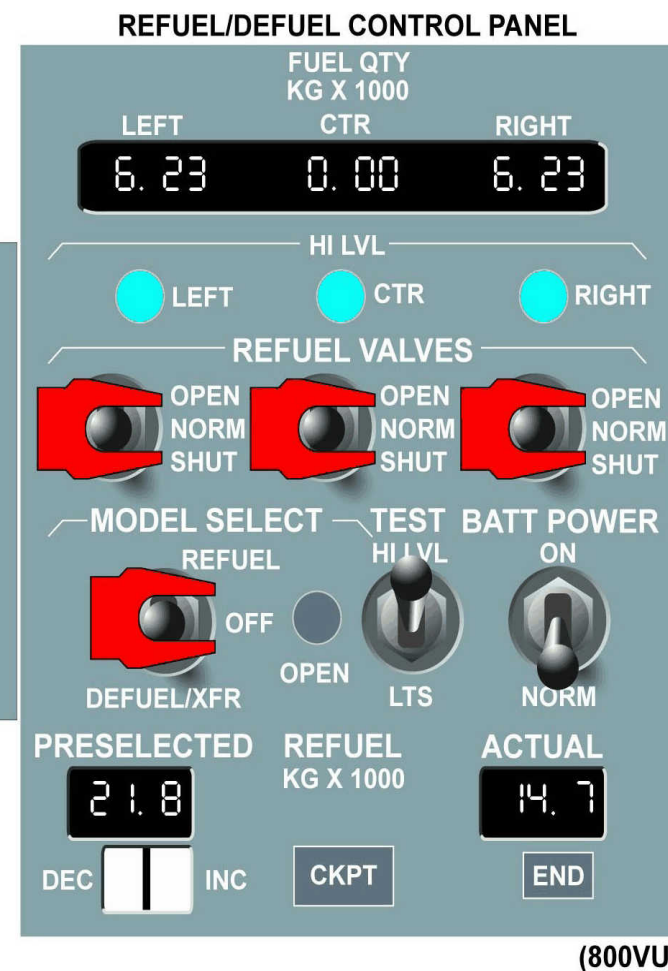 REFUEL/DEFUEL CONTROL PANEL
FUEL QTY
KG X 1000
LEFT CTR RIGHT
6.23 0.00 6.23
HI LVL
LEFT CTR RIGHT
REFUEL VALVES
OPEN OPEN OPEN
NORM NORM NORM
SHUT SHUT SHUT
MODEL SELECT TEST BATT POWER
REFUEL HI LVL ON
OFF
OPEN
DEFUEL/XFR LTS NORM
PRESELECTED REFUEL ACTUAL
KG X 1000
21.8 14.7
DEC INC CKPT END
(800VU